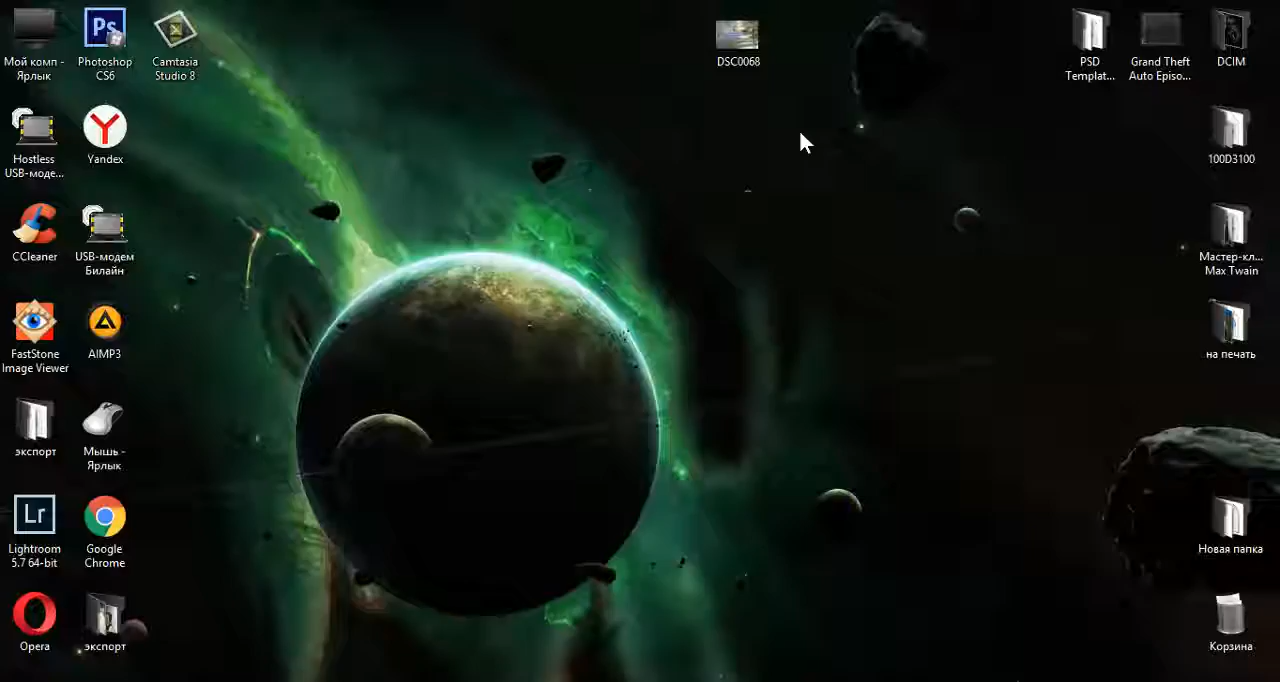 Мой комп -
Ярлык
Ps
Photoshop
CS6
Camtasia
Studio 8
DSC0068
PSD
Templat...
Grand Theft
Auto Episo...
DCIM
Hostless
USB-моде...
Yandex
100D3100
CCleaner
USB-модем
Билайн
Мастер-кл...
Max Twain
FastStone
Image Viewer
AIMP3
на печать
экспорт
Мышь -
Ярлык
Lr
Lightroom
5.7 64-bit
Google
Chrome
Новая папка
Opera
экспорт
Корзина